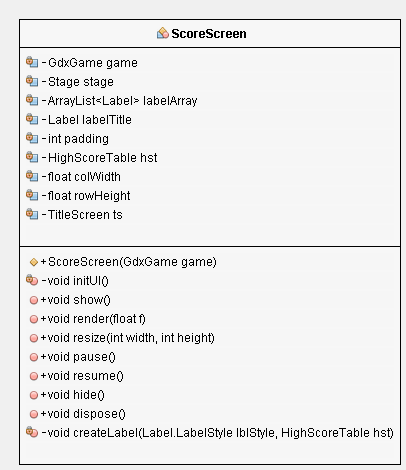 ScoreScreen
-GdxGame game
-Stage stage
-ArrayList<Label> labelArray
-Label labelTitle
-int padding
-HighScoreTable hst
-float colWidth
-float rowHeight
-TitleScreen ts
+ScoreScreen(GdxGame game)
-void initUI()
+void show()
+void render(float f)
+void resize(int width, int height)
+void pause()
+void resume()
+void hide()
+void dispose()
-void createLabel(Label.LabelStyle lblStyle, HighScoreTable hst)